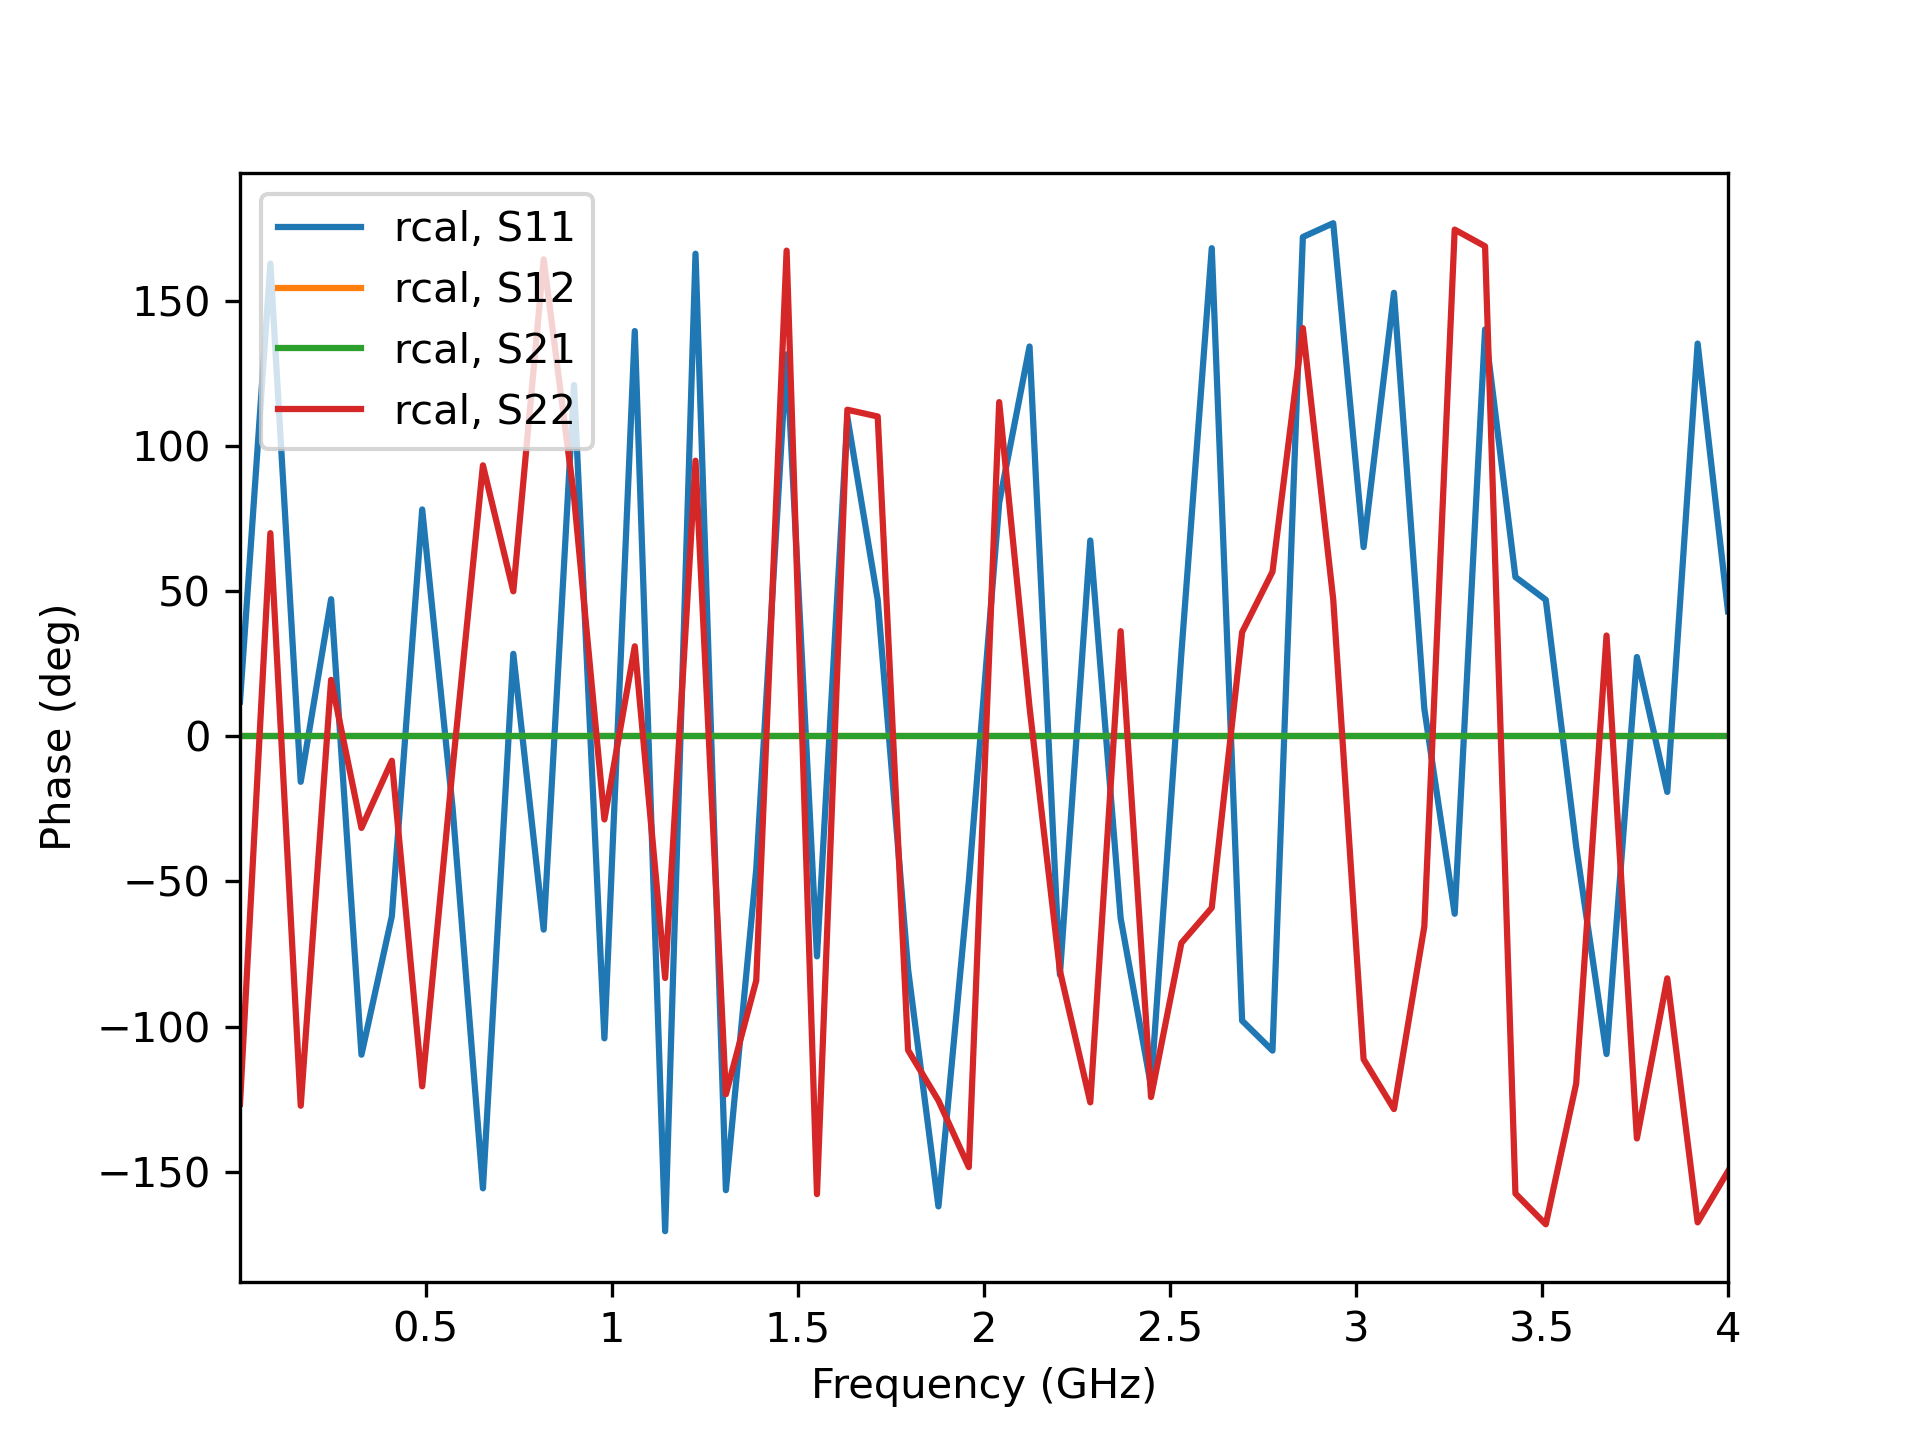 rcal, S11
rcal, S12
rcal, S21
rcal, S22
150
100
50
0
−50
−100
−150
Phase (deg)
0.5 1 1.5 2 2.5 3 3.5 4
Frequency (GHz)